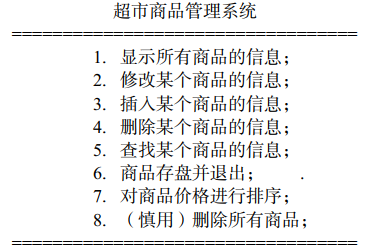 超市商品管理系统
==================================
1. 显示所有商品的信息；
2. 修改某个商品的信息；
3. 插入某个商品的信息；
4. 删除某个商品的信息；
5. 查找某个商品的信息；
6. 商品存盘并退出； .
7. 对商品价格进行排序；
8. （慎用）删除所有商品；
==================================